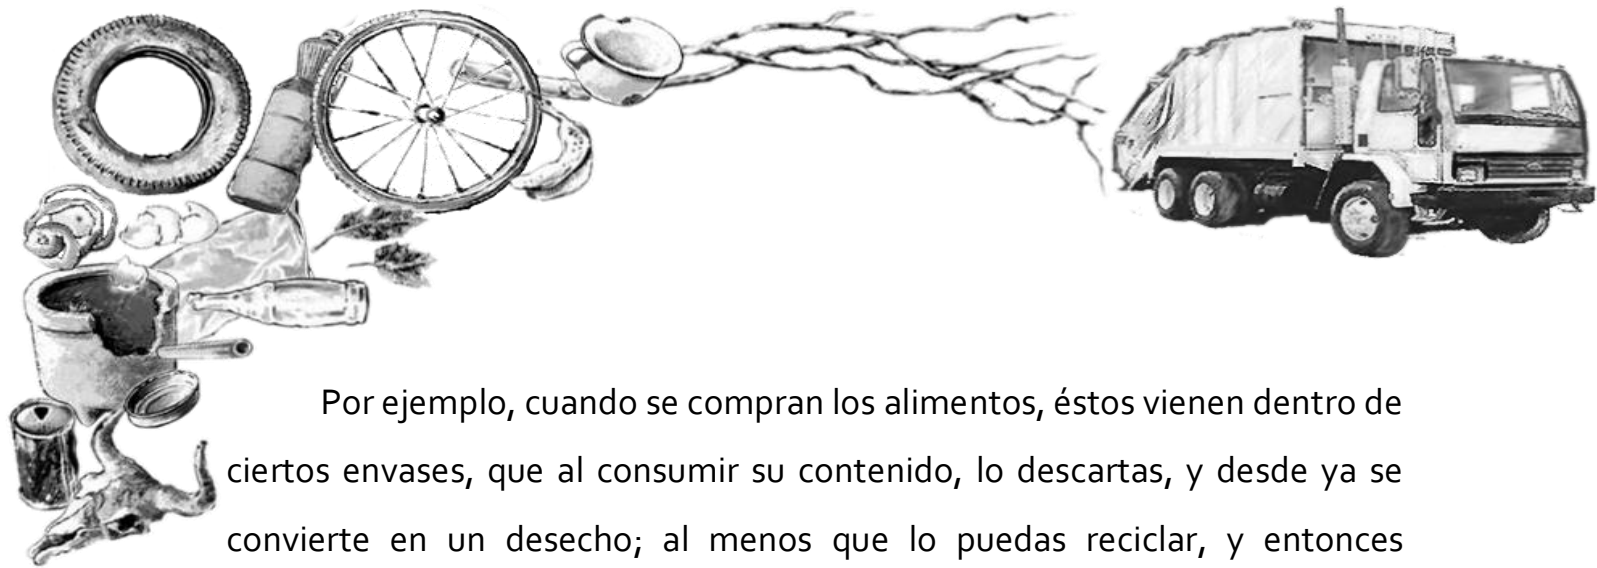 Por ejemplo, cuando se compran los alimentos, éstos vienen dentro de
ciertos envases, que al consumir su contenido, lo descartas, y desde ya se
convierte en un desecho; al menos que lo puedas reciclar, y entonces